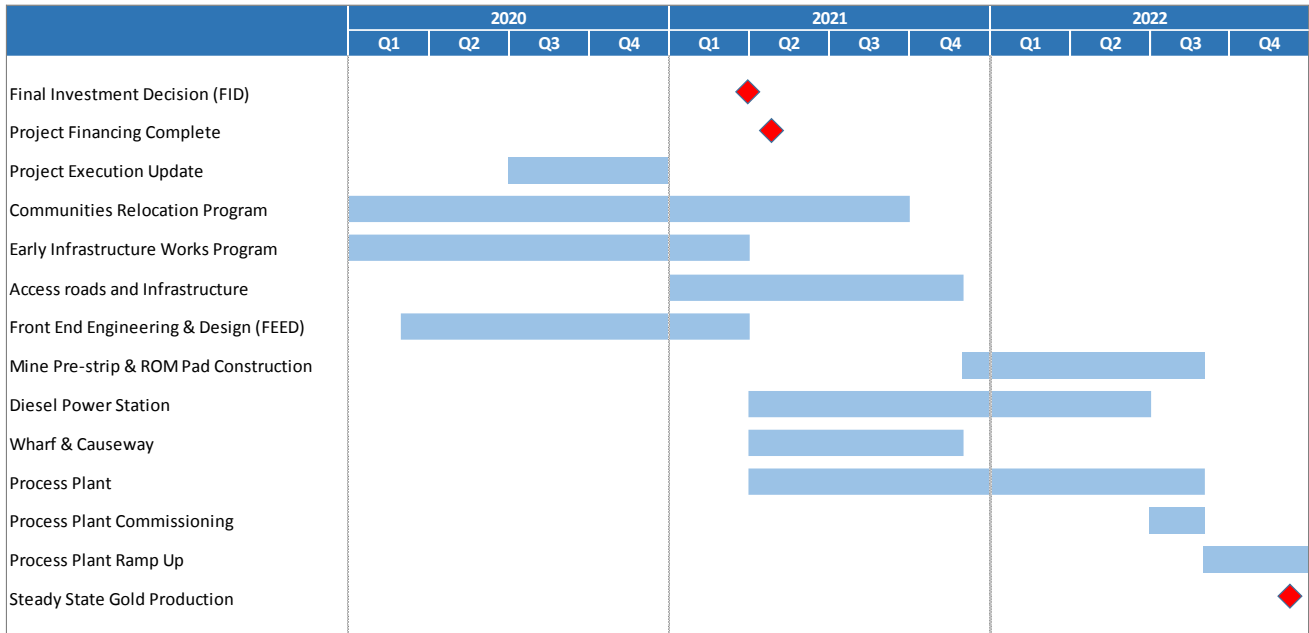 2020 2021 2022
Q1 Q2 Q3 Q4 Q1 Q2 Q3 Q4 Q1 Q2 Q3 Q4
Final Investment Decision (FID)
Project Financing Complete
Project Execution Update
Communities Relocation Program
Early Infrastructure Works Program
Access roads and Infrastructure
Front End Engineering & Design (FEED)
Mine Pre-strip & ROM Pad Construction
Diesel Power Station
Wharf & Causeway
Process Plant
Process Plant Commissioning
Process Plant Ramp Up
Steady State Gold Production